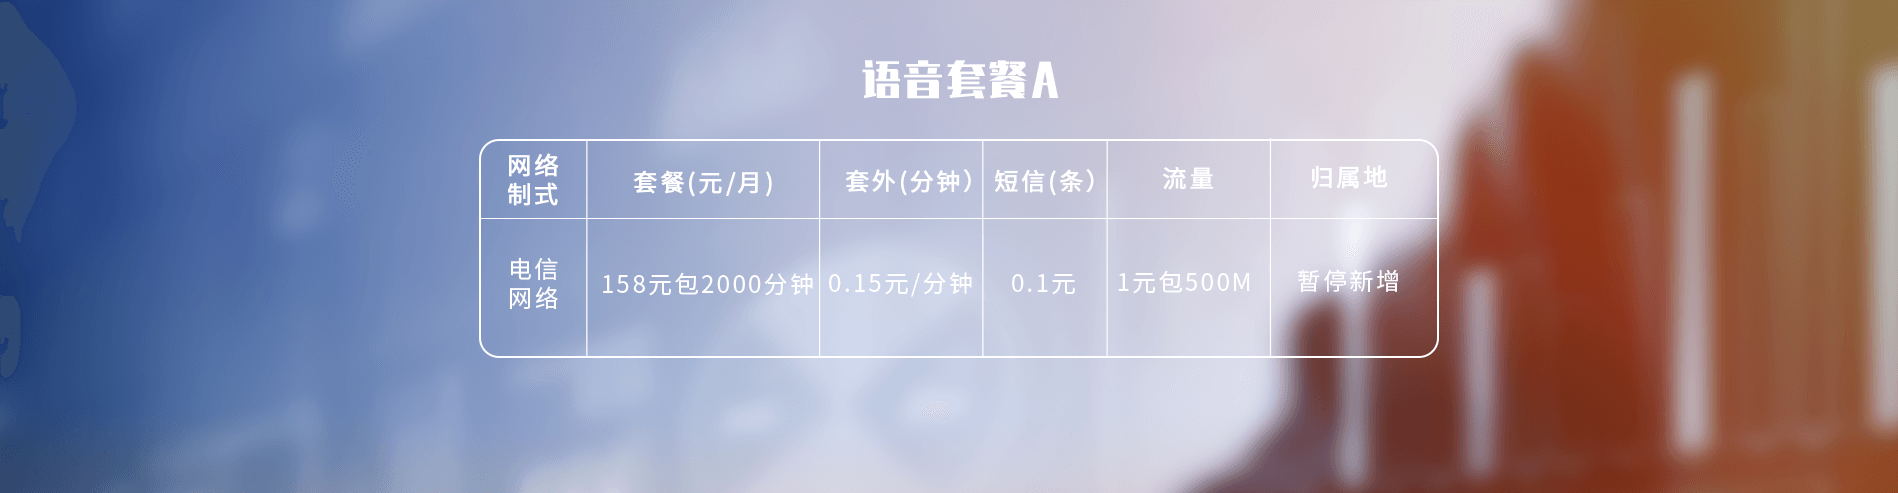 语音套餐A
网络
制式
套餐(元/月)
套外(分钟)
短信(条)
流量
归属地
电信
网络
158元包2000分钟
0.15元/分钟
0.1元
1元包500M
暂停新增